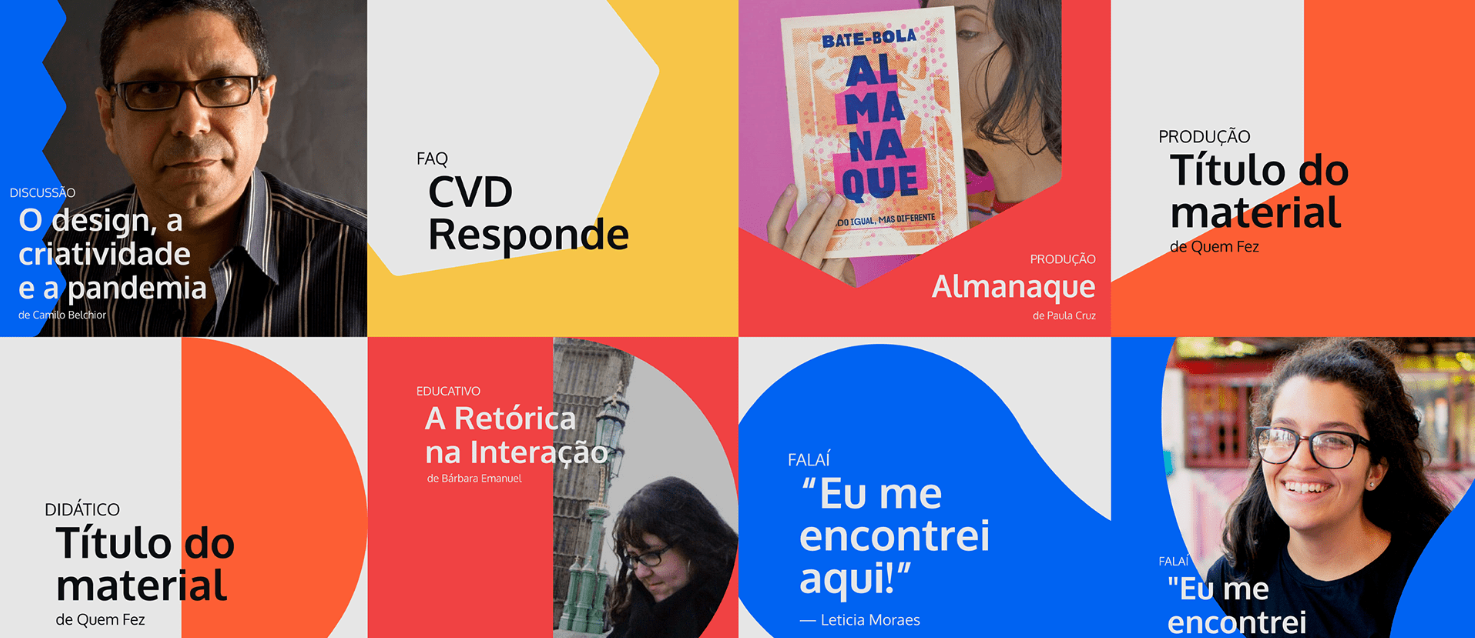 DISCUSSÃO
O design, a
criatividade
e a pandemia
de Camilo Belchior
FAQ
CVD
Responde
BATE-BOLA
AL
MA
NA
QUE
IGUAL, MAS DIFERENTE
PRODUÇÃO
Almanaque
de Paula Cruz
PRODUÇÃO
Título do
material
de Quem Fez
DIDÁTICO
Título do
material
de Quem Fez
EDUCATIVO
A Retórica
na Interação
de Bárbara Emanuel
FALAÍ
“Eu me
encontrei
aqui!”
— Leticia Moraes
FALAÍ
"Eu me
encontrei